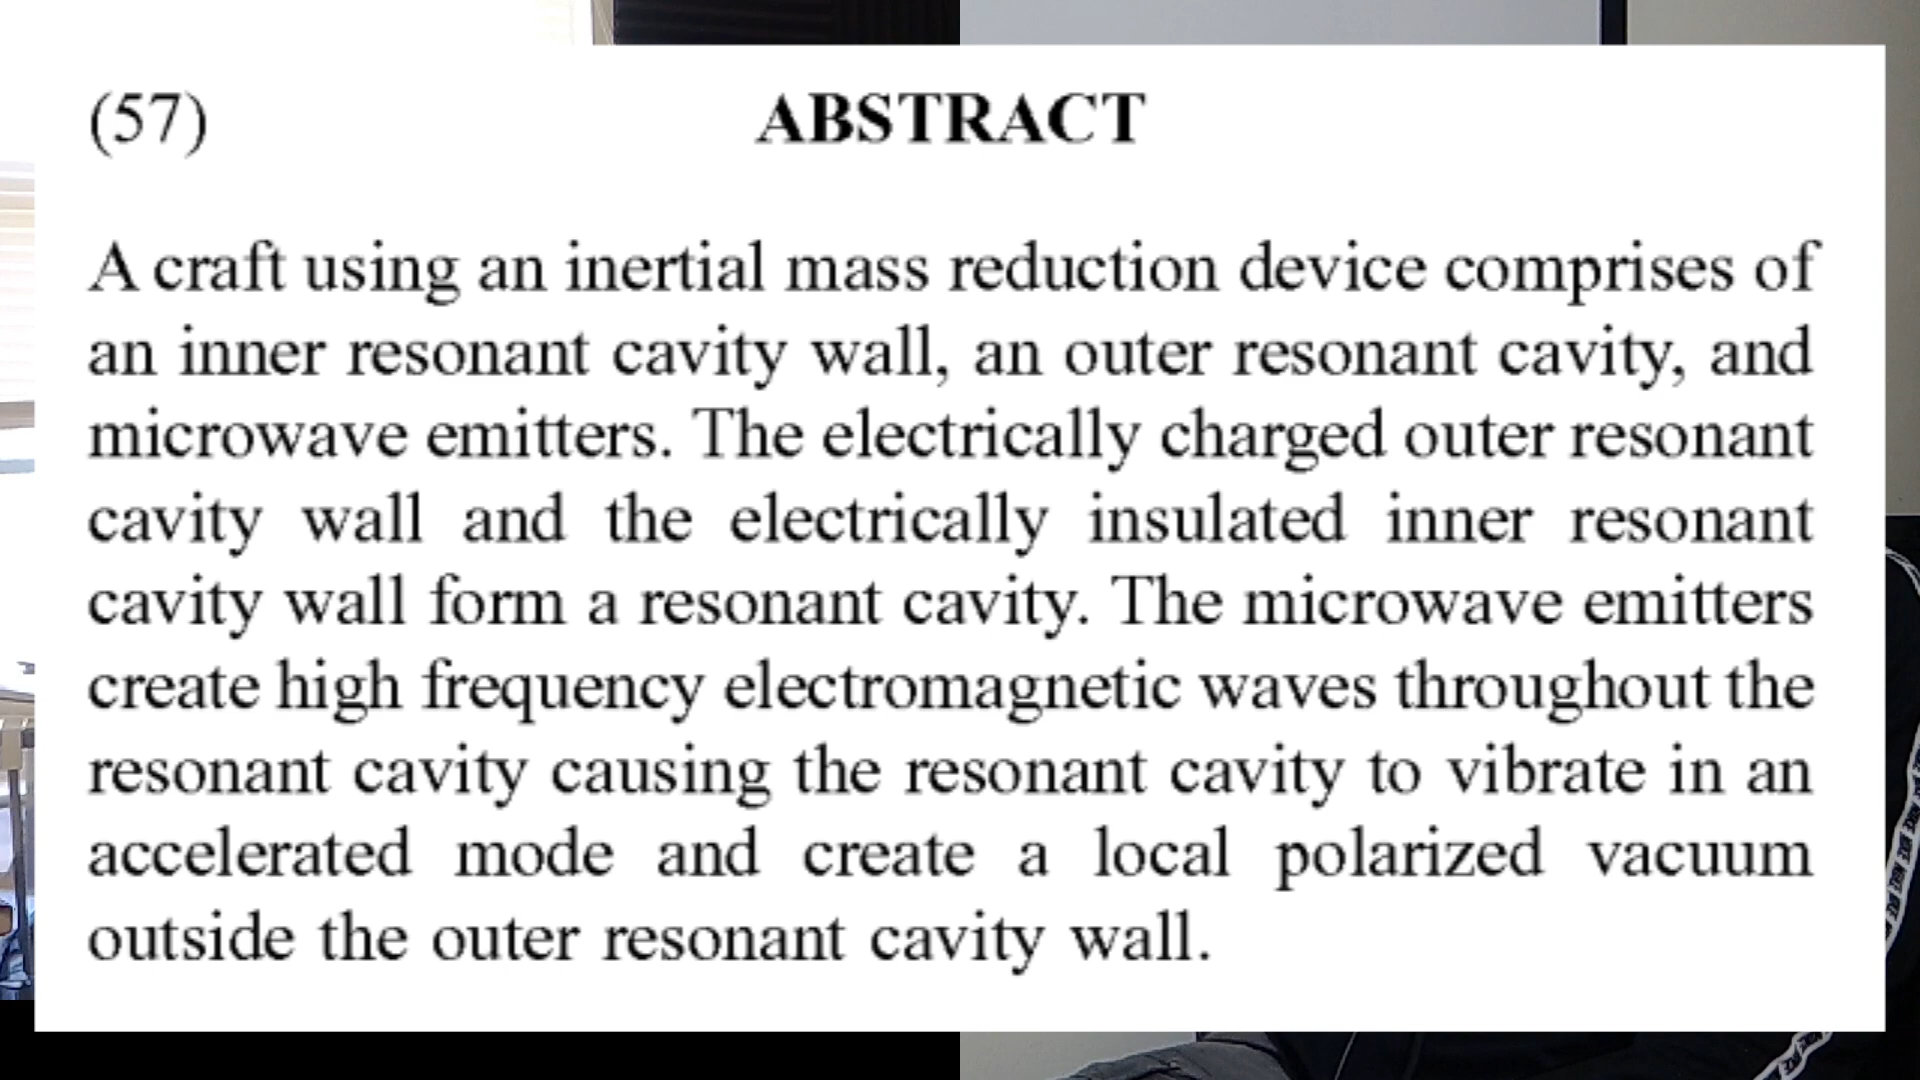 (57) ABSTRACT
A craft using an inertial mass reduction device comprises of
an inner resonant cavity wall, an outer resonant cavity, and
microwave emitters. The electrically charged outer resonant
cavity wall and the electrically insulated inner resonant
cavity wall form a resonant cavity. The microwave emitters
create high frequency electromagnetic waves throughout the
resonant cavity causing the resonant cavity to vibrate in an
accelerated mode and create a local polarized vacuum
outside the outer resonant cavity wall.